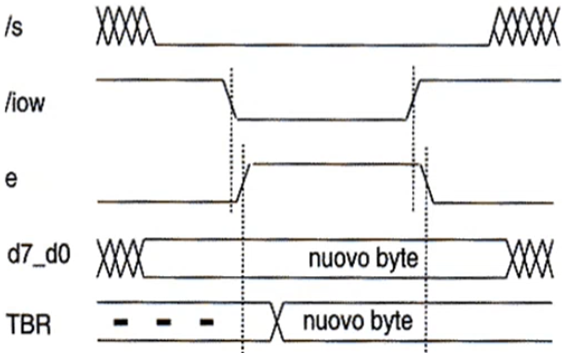 /s
/iow
e
d7_d0 nuovo byte
TBR nuovo byte